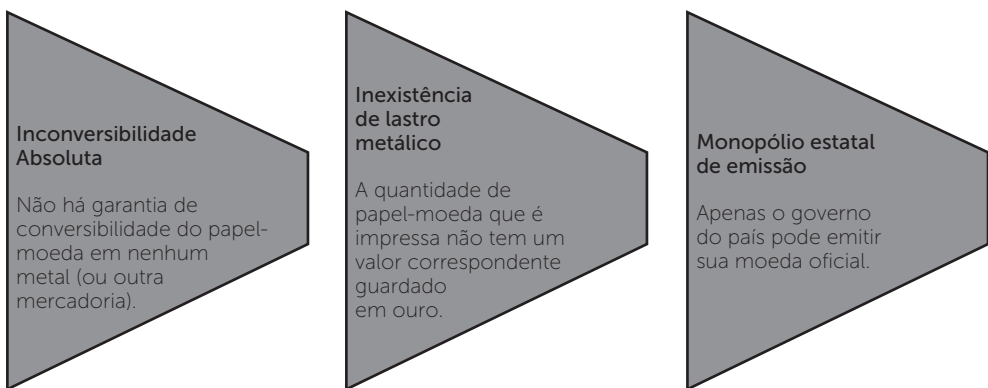 Inconversibilidade
Absoluta
Não há garantia de
conversibilidade do papel-
moeda em nenhum
metal (ou outra
mercadoria).
Inexistência
de lastro
metálico
A quantidade de
papel-moeda que é
impressa não tem um
valor correspondente
guardado
em ouro.
Monopólio estatal
de emissão
Apenas o governo
do país pode emitir
sua moeda oficial.